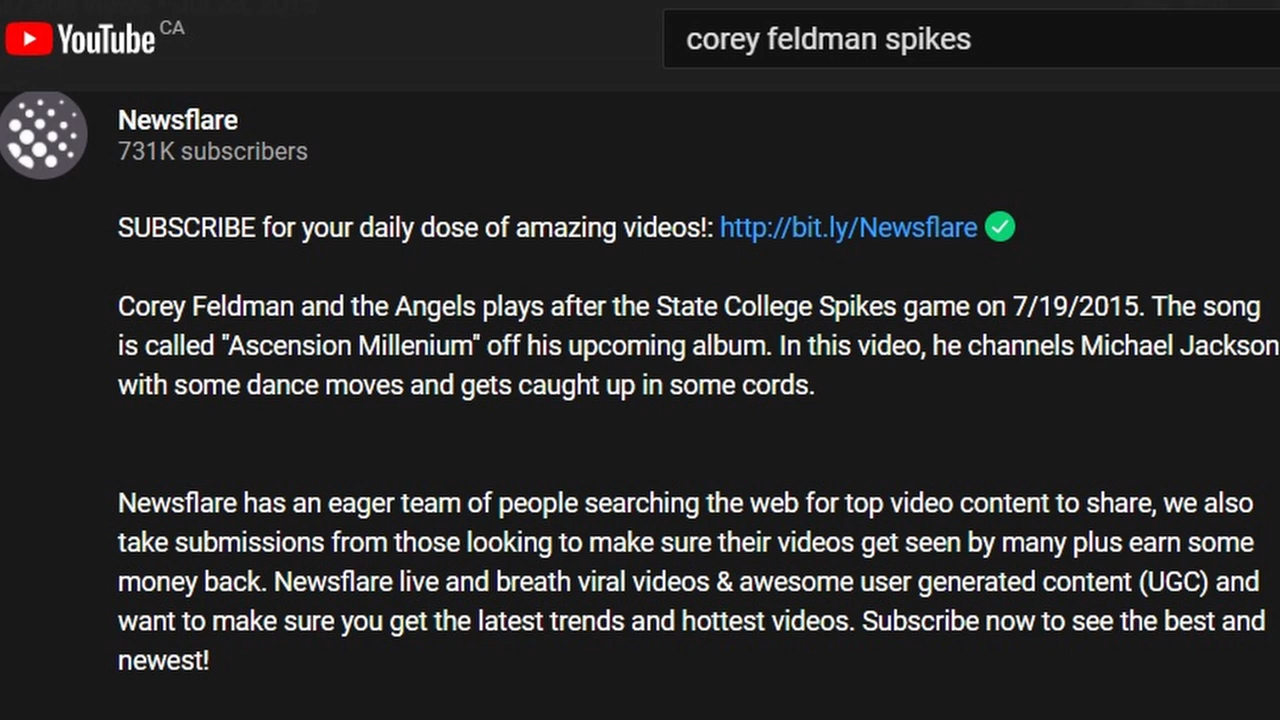 YouTube CA
corey feldman spikes
Newsflare
731K subscribers
SUBSCRIBE for your daily dose of amazing videos!: http://bit.ly/Newsflare
Corey Feldman and the Angels plays after the State College Spikes game on 7/19/2015. The song
is called "Ascension Millenium" off his upcoming album. In this video, he channels Michael Jackson
with some dance moves and gets caught up in some cords.
Newsflare has an eager team of people searching the web for top video content to share, we also
take submissions from those looking to make sure their videos get seen by many plus earn some
money back. Newsflare live and breath viral videos & awesome user generated content (UGC) and
want to make sure you get the latest trends and hottest videos. Subscribe now to see the best and
newest!